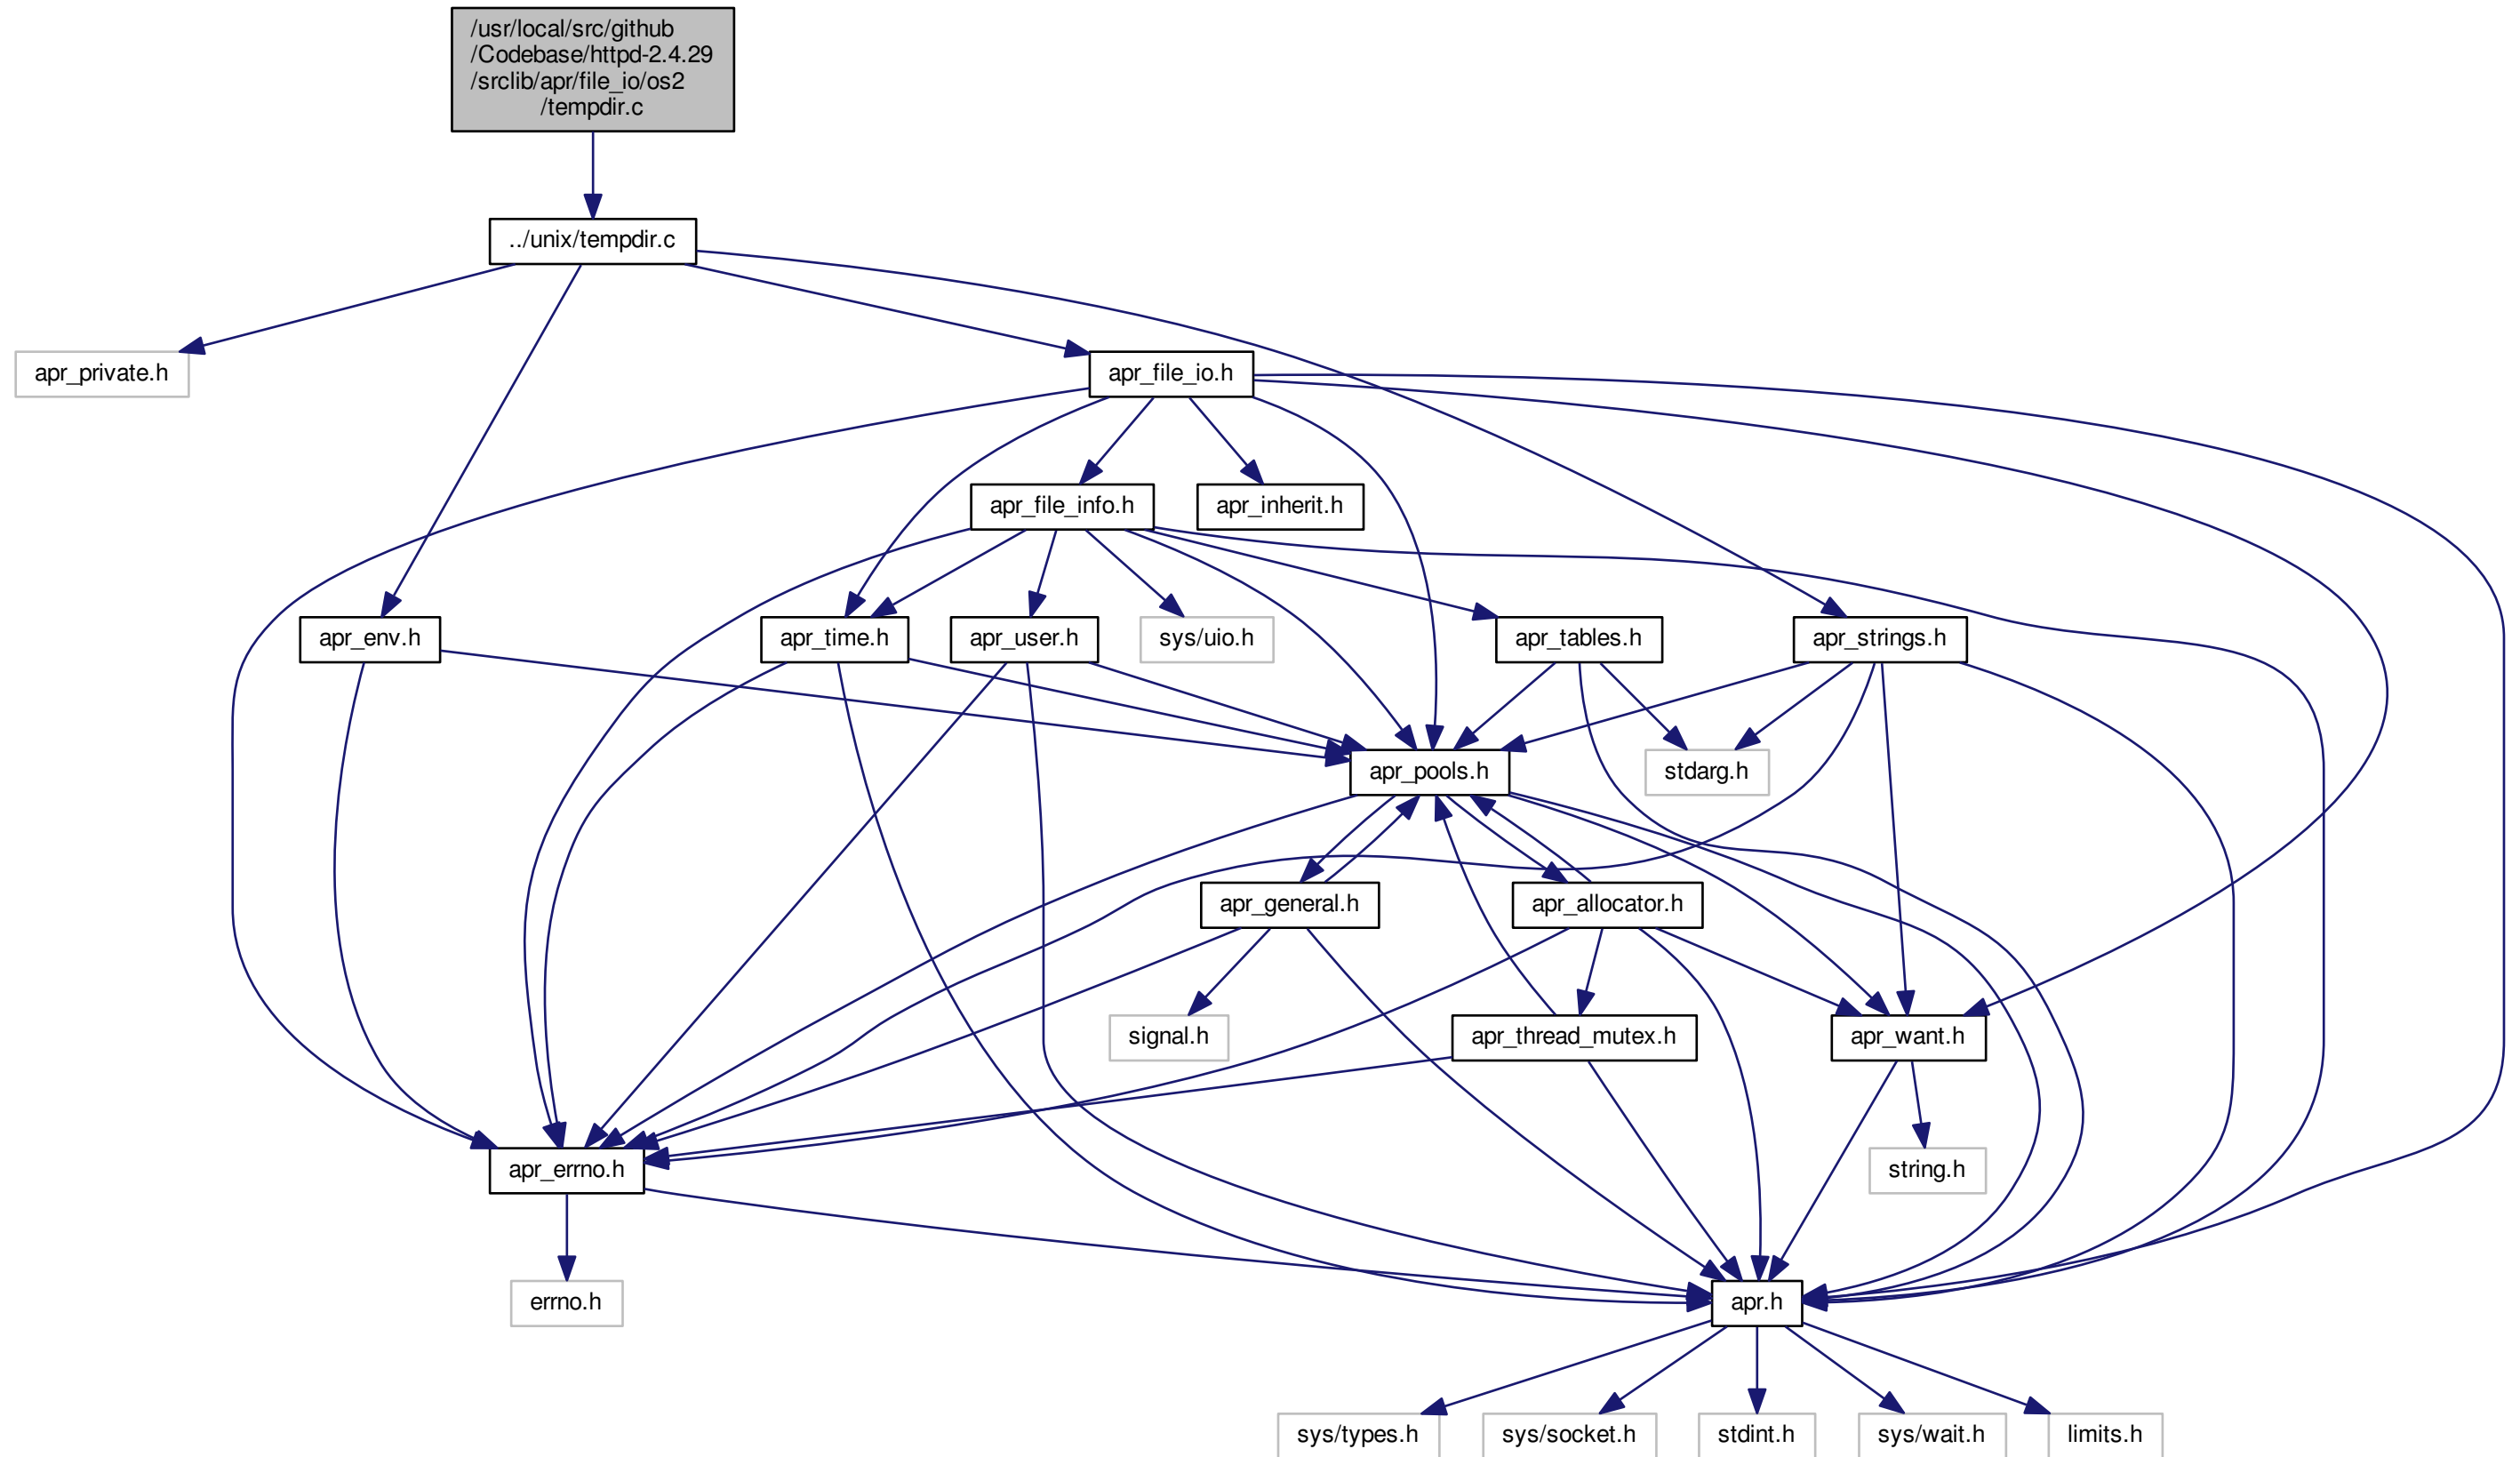 /usr/local/src/github
/Codebase/httpd-2.4.29
/srclib/apr/file_io/os2
/tempdir.c
../unix/tempdir.c
apr_private.h
apr_file_io.h
apr_file_info.h
apr_inherit.h
apr_env.h
apr_time.h
apr_user.h
sys/uio.h
apr_tables.h
apr_strings.h
apr_pools.h
stdarg.h
apr_general.h
apr_allocator.h
signal.h
apr_thread_mutex.h
apr_want.h
apr_errno.h
string.h
errno.h
apr.h
sys/types.h
sys/socket.h
stdint.h
sys/wait.h
limits.h